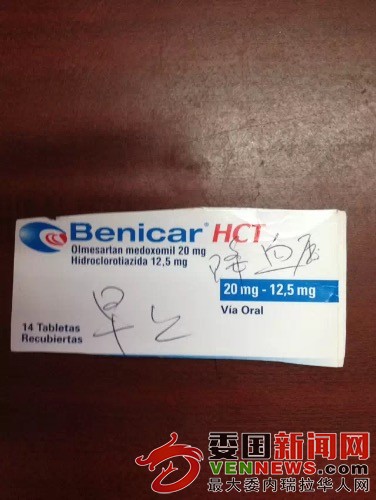 Benicar® HCT
Olmesartan medoxomil 20 mg
Hidroclorotiazida 12,5 mg
降血压
20 mg - 12,5 mg
早上
14 Tabletas
Recubiertas
Vía Oral
委国新闻网
VENNEWS.com
最大委内瑞拉华人网